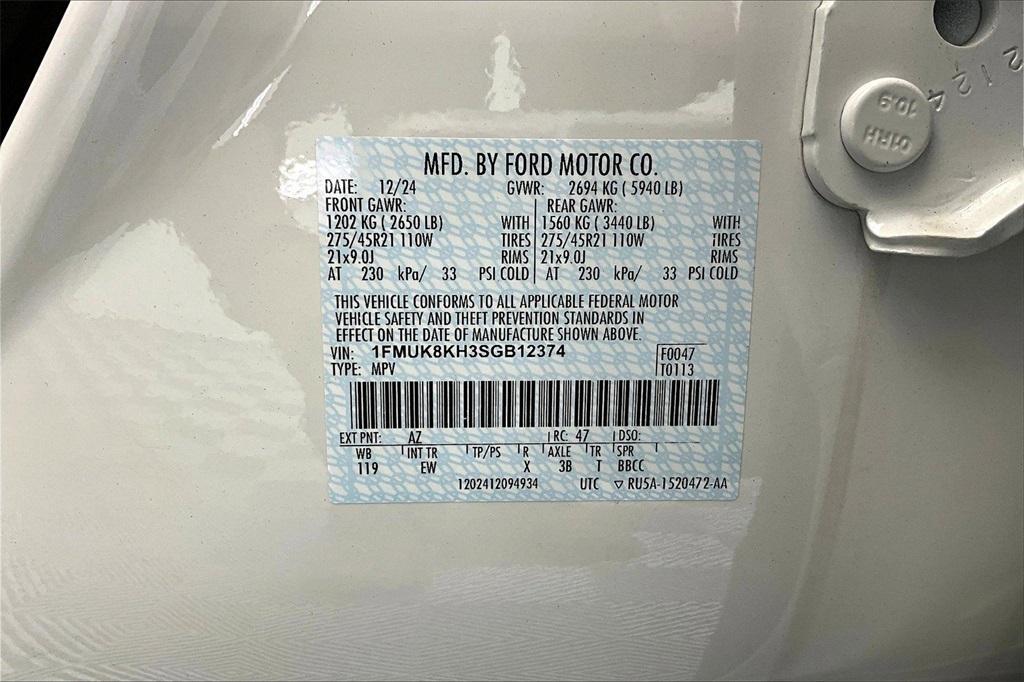 MFD. BY FORD MOTOR CO.
DATE: 12/24 GVWR: 2694 KG ( 5940 LB)
FRONT GAWR: REAR GAWR:
1202 KG ( 2650 LB) WITH 1560 KG ( 3440 LB) WITH
275/45R21 110W TIRES 275/45R21 110W TIRES
21x9.0J RIMS 21x9.0J RIMS
AT 230 kPa/ 33 PSI COLD AT 230 kPa/ 33 PSI COLD
THIS VEHICLE CONFORMS TO ALL APPLICABLE FEDERAL MOTOR
VEHICLE SAFETY AND THEFT PREVENTION STANDARDS IN
EFFECT ON THE DATE OF MANUFACTURE SHOWN ABOVE.
VIN: 1FMUK8KH3SGB12374 F0047
TYPE: MPV T0113
EXT PNT: AZ RC: 47 DSO:
WB INT TR TP/PS R AXLE TR SPR
119 EW X 3B T BBCC
1202412094934 UTC ▽ RU5A-1520472-AA
10.9
01RH
2124